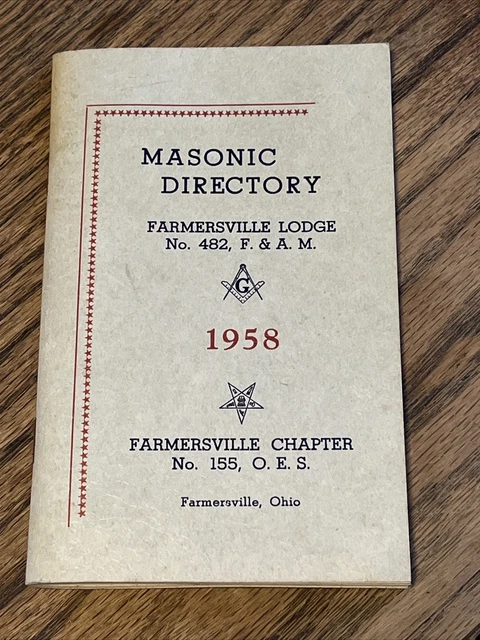 MASONIC
DIRECTORY
FARMERSVILLE LODGE
No. 482, F. & A. M.
G
1958
FARMERSVILLE CHAPTER
No. 155, O. E. S.
Farmersville, Ohio